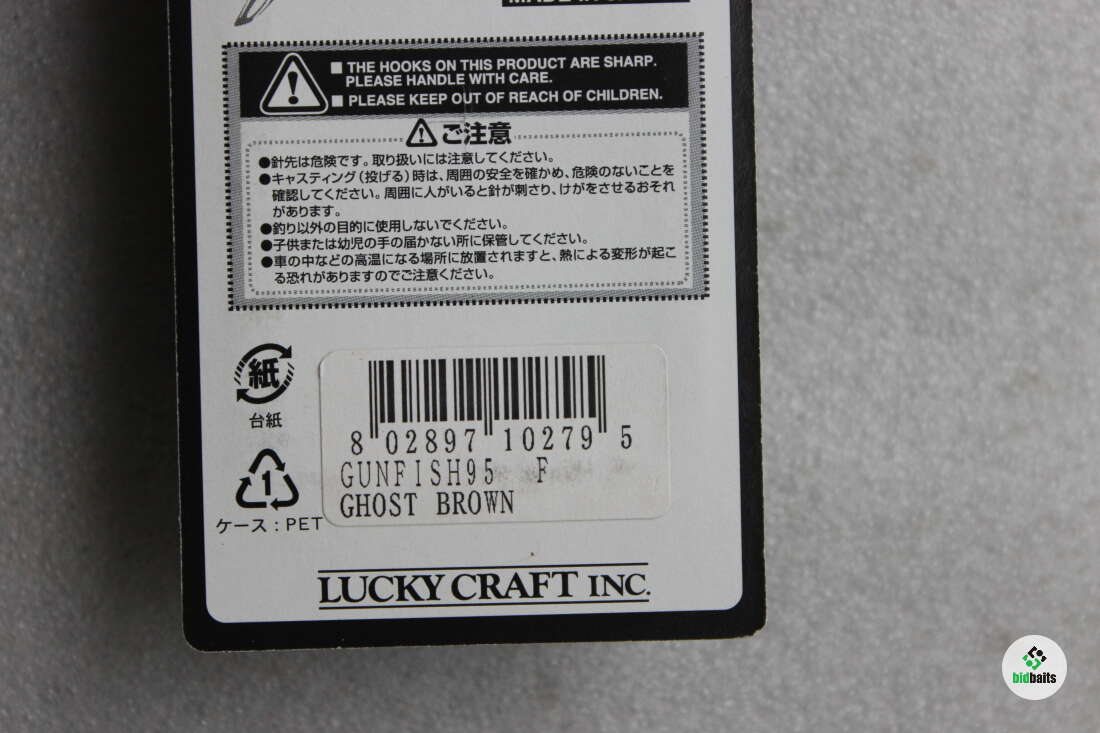 ■ THE HOOKS ON THIS PRODUCT ARE SHARP.
PLEASE HANDLE WITH CARE.
■ PLEASE KEEP OUT OF REACH OF CHILDREN.
ご注意
●針先は危険です。取り扱いには注意してください。
●キャスティング(投げる)時は、周囲の安全を確かめ、危険のないことを
確認してください。周囲に人がいると針が刺さり、けがをさせるおそれ
があります。
●釣り以外の目的に使用しないでください。
●子供または幼児の手の届かない所に保管してください。
●車の中などの高温になる場所に放置されますと、熱による変形が起こ
る恐れがありますのでご注意ください。
紙
台紙
1
ケース:PET
8 02897 10279 5
GUNFISH95 F
GHOST BROWN
LUCKY CRAFT INC.
bidbaits